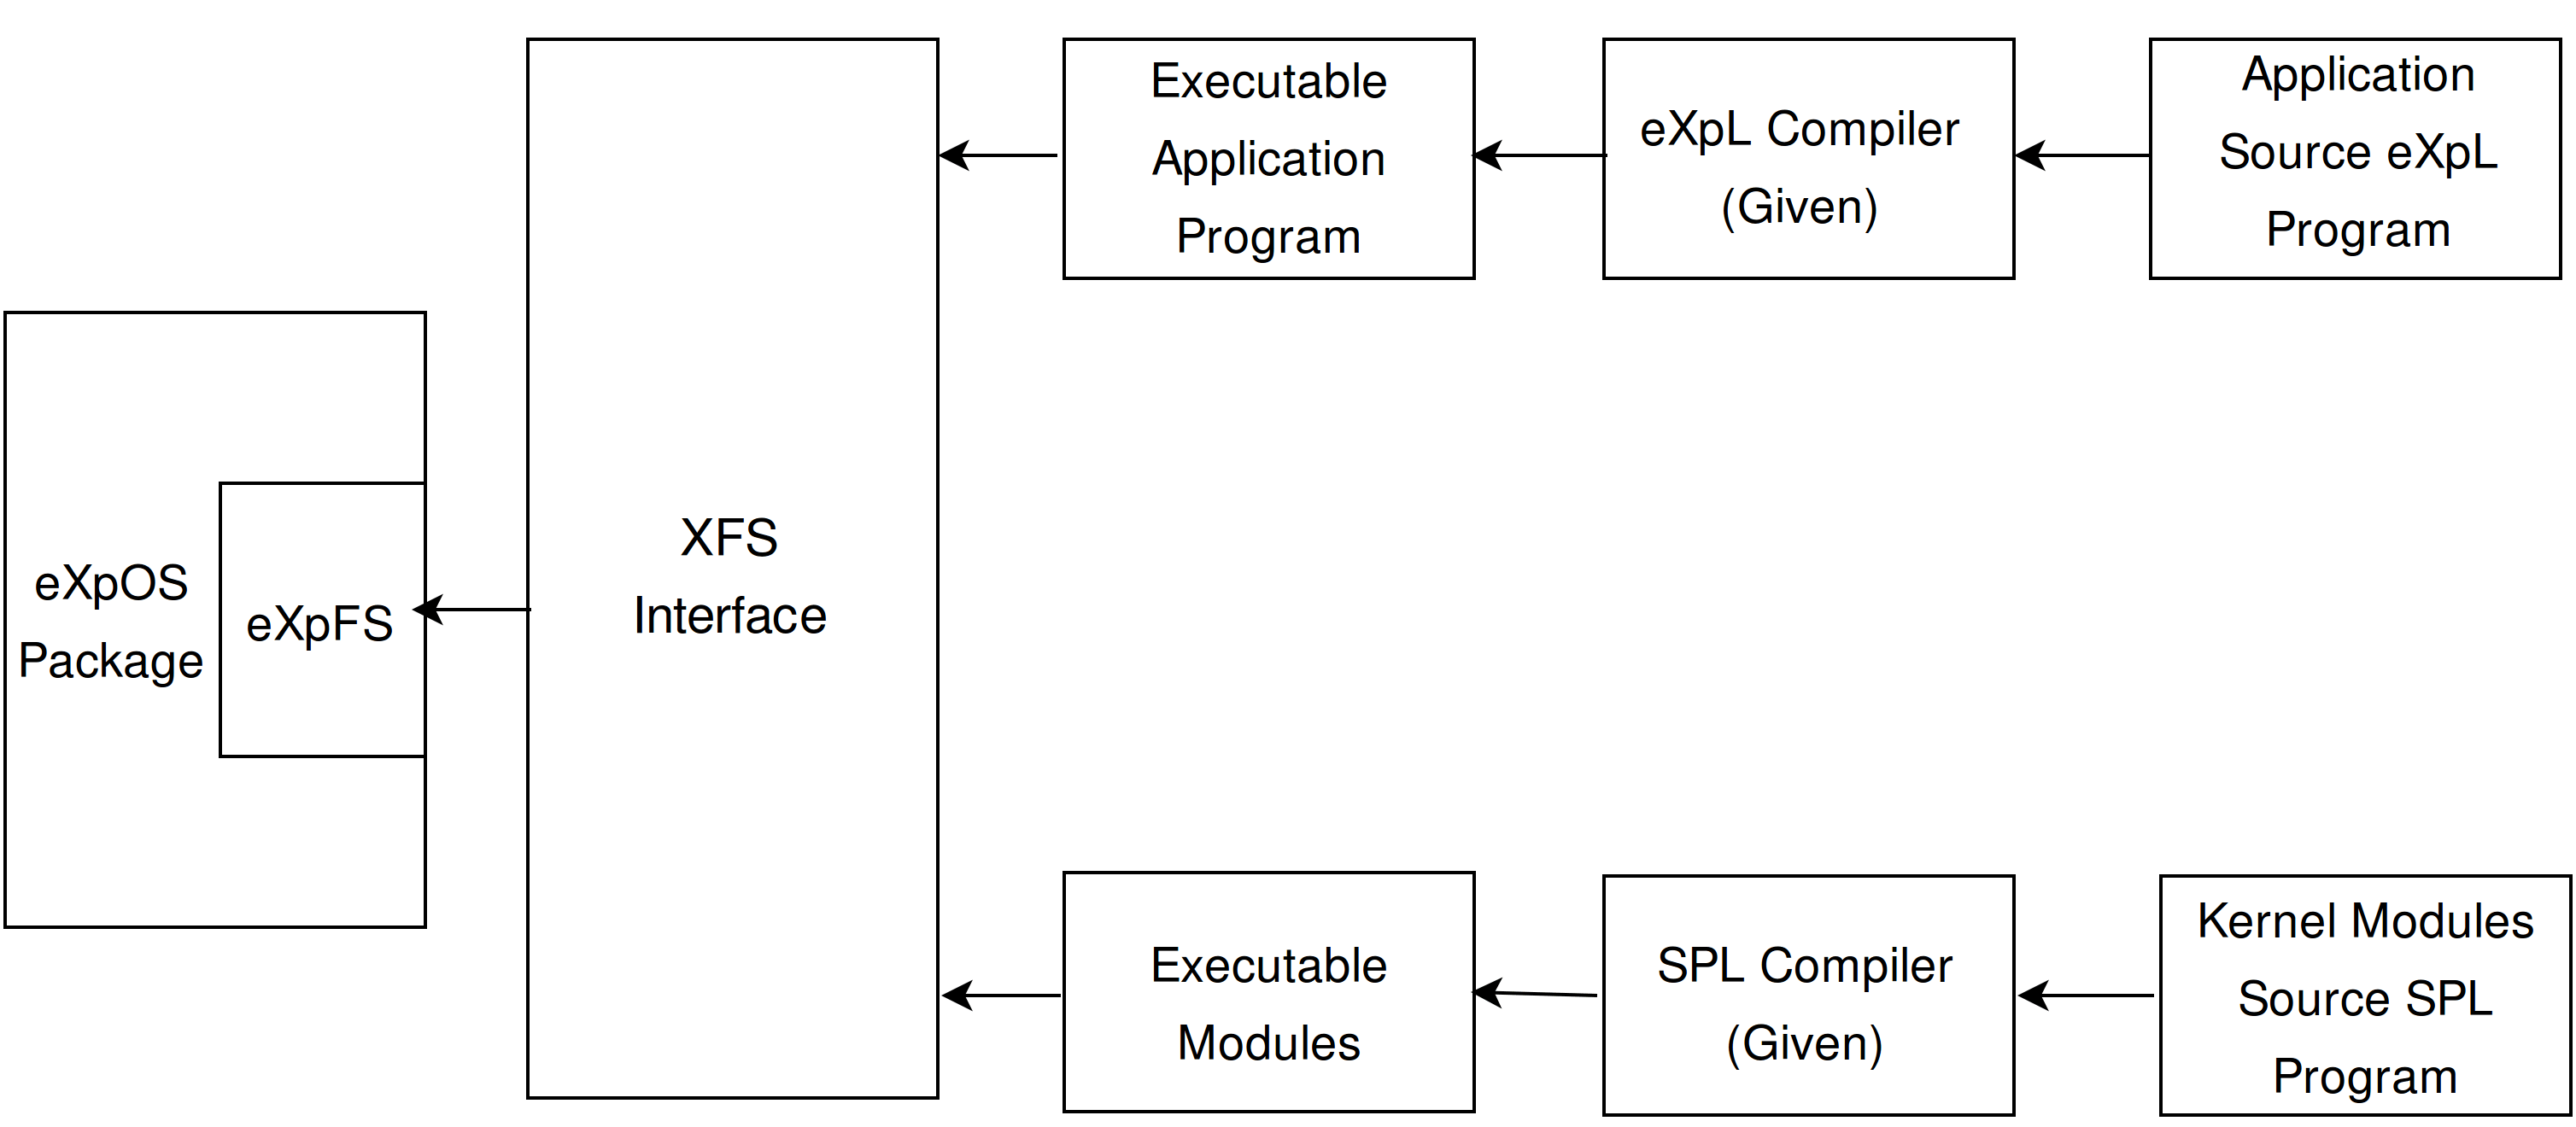 Executable
Application
Program
eXpL Compiler
(Given)
Application
Source eXpL
Program
eXpOS
Package
eXpFS
XFS
Interface
Executable
Modules
SPL Compiler
(Given)
Kernel Modules
Source SPL
Program